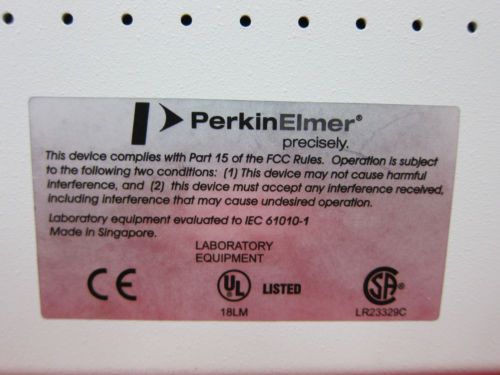 PerkinElmer®
precisely.
This device complies with Part 15 of the FCC Rules. Operation is subject
to the following two conditions: (1) This device may not cause harmful
interference, and (2) this device must accept any interference received,
including interference that may cause undesired operation.
Laboratory equipment evaluated to IEC 61010-1
Made in Singapore.
LABORATORY
EQUIPMENT
CE UL LISTED SA®
18LM LR23329C